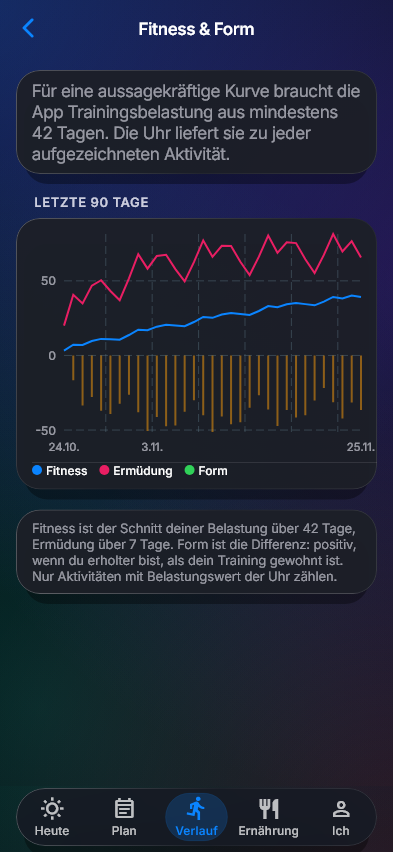 Fitness & Form
Für eine aussagekräftige Kurve braucht die
App Trainingsbelastung aus mindestens
42 Tagen. Die Uhr liefert sie zu jeder
aufgezeichneten Aktivität.
LETZTE 90 TAGE
50
0
-50
24.10.
3.11.
25.11.
Fitness
Ermüdung
Form
Fitness ist der Schnitt deiner Belastung über 42 Tage,
Ermüdung über 7 Tage. Form ist die Differenz: positiv,
wenn du erholter bist, als dein Training gewohnt ist.
Nur Aktivitäten mit Belastungswert der Uhr zählen.
Heute
Plan
Verlauf
Ernährung
Ich